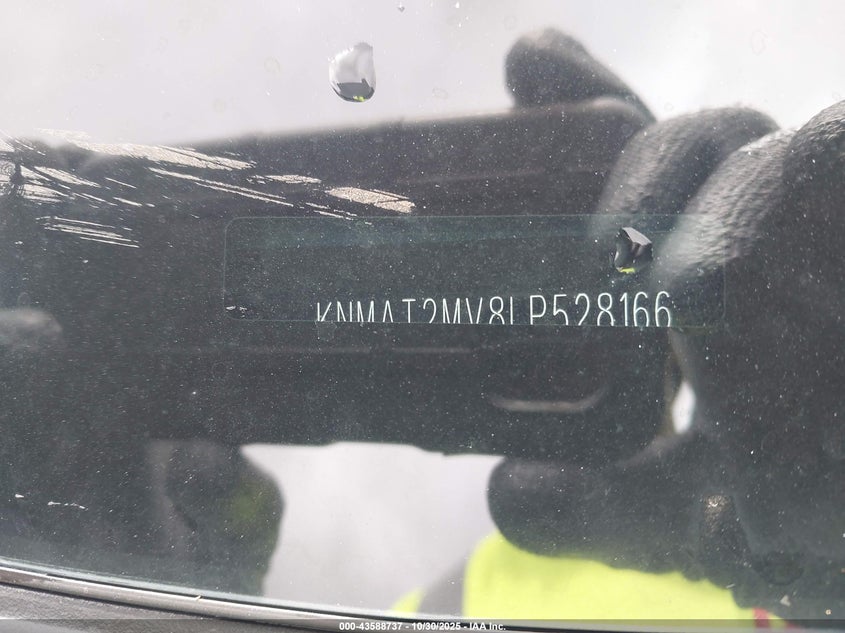 KNMAT2MV8LP528166
000-43588737 - 10/30/2025 - IAA Inc.